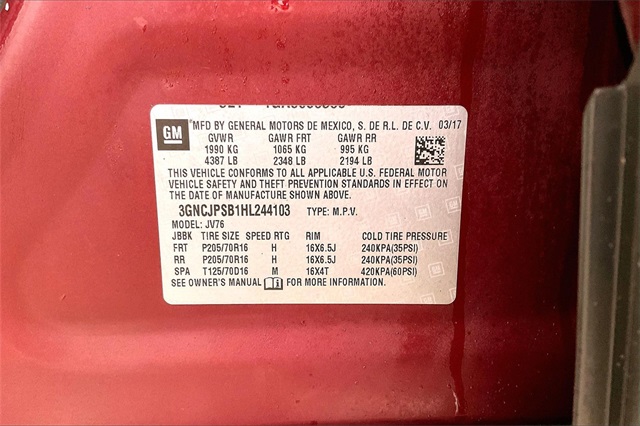 GM
MFD BY GENERAL MOTORS DE MEXICO, S. DE R.L. DE C.V. 03/17
GVWR GAWR FRT GAWR RR
1990 KG 1065 KG 995 KG
4387 LB 2348 LB 2194 LB
THIS VEHICLE CONFORMS TO ALL APPLICABLE U.S. FEDERAL MOTOR
VEHICLE SAFETY AND THEFT PREVENTION STANDARDS IN EFFECT ON THE
DATE OF MANUFACTURE SHOWN ABOVE.
3GNCJPSB1HL244103 TYPE: M.P.V.
MODEL: JV76
JBBK TIRE SIZE SPEED RTG RIM COLD TIRE PRESSURE
FRT P205/70R16 H 16X6.5J 240KPA(35PSI)
RR P205/70R16 H 16X6.5J 240KPA(35PSI)
SPA T125/70D16 M 16X4T 420KPA(60PSI)
SEE OWNER'S MANUAL FOR MORE INFORMATION.